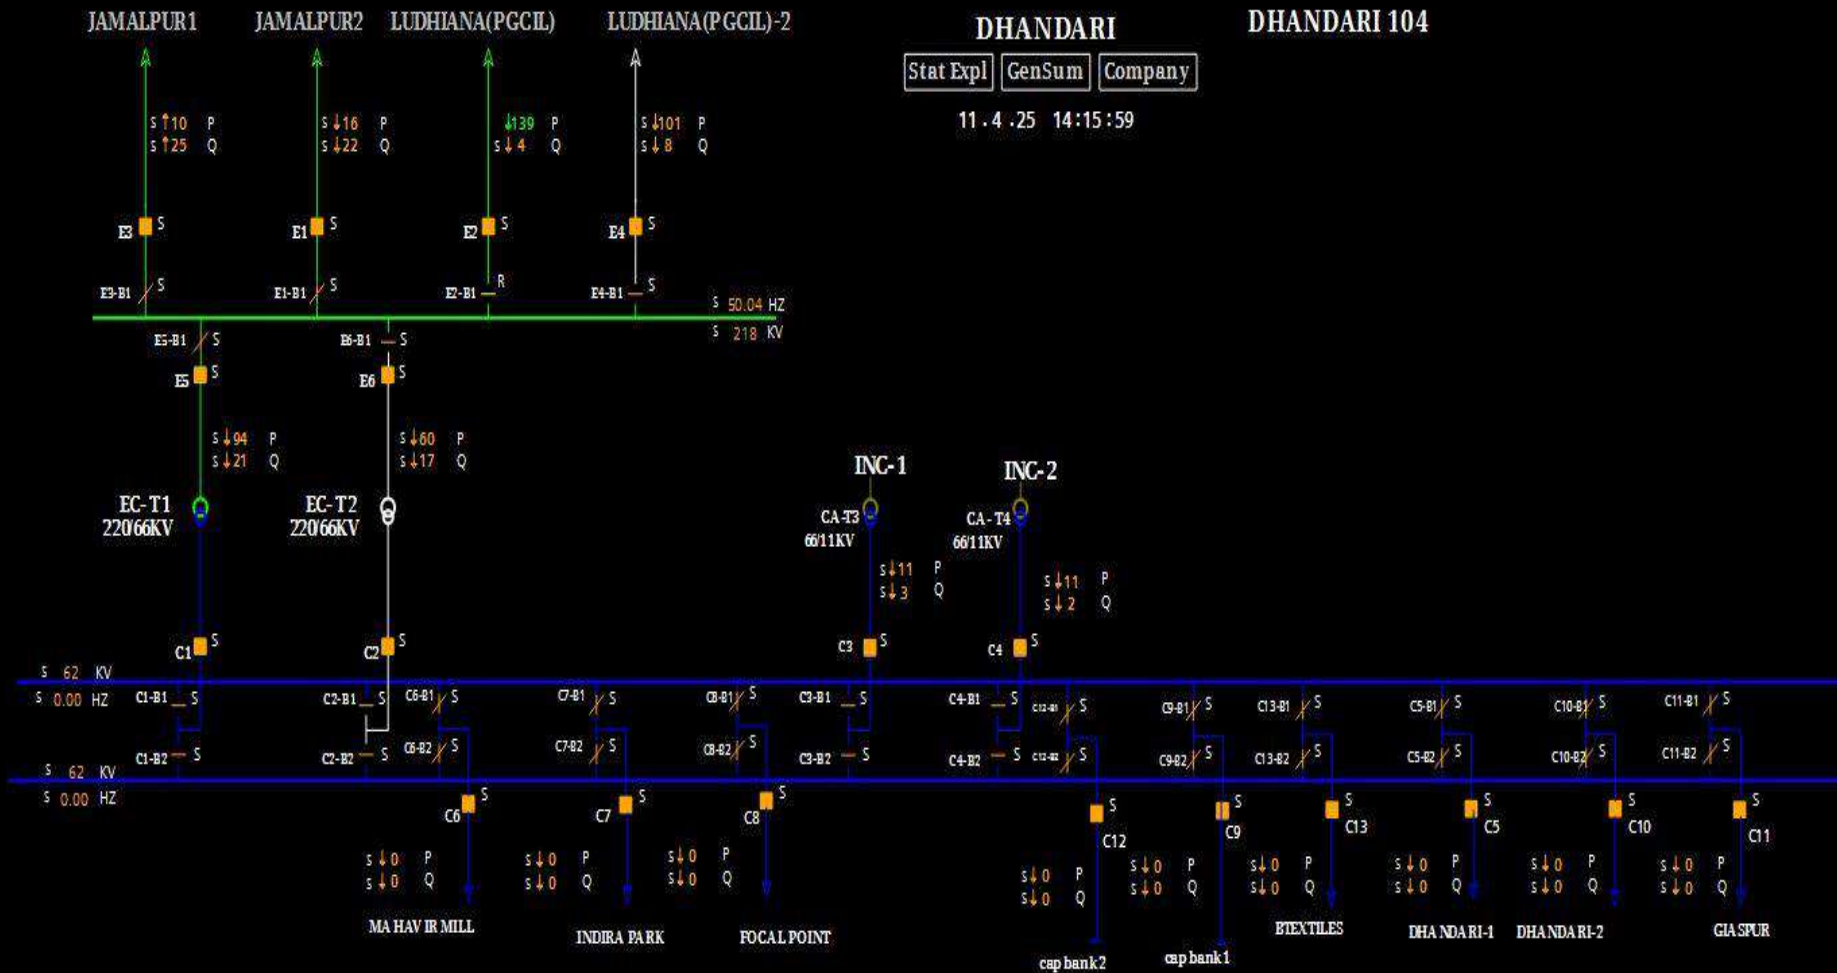 JAMALPUR1 JAMALPUR2 LUDHIANA(PGCIL) LUDHIANA(PGCIL)-2 DHANDARI DHANDARI 104
Stat Expl GenSum Company
11.4.25 14:15:59
S ↑10 P S ↓16 P ↓139 P S ↓101 P
S ↑25 Q S ↓22 Q S ↓4 Q S ↓8 Q
E3 S E1 S E2 S E4 S
E3-B1 S E1-B1 S E2-B1 R E4-B1 S
S 50.04 HZ
S 218 KV
E5-B1 S E6-B1 S
E5 S E6 S
S ↓94 P S ↓60 P
S ↓21 Q S ↓17 Q
INC-1 INC-2
EC-T1 EC-T2 CA-T3 CA-T4
220/66KV 220/66KV 66/11KV 66/11KV
S ↓11 P S ↓11 P
S ↓3 Q S ↓2 Q
C1 S C2 S C3 S C4 S
S 62 KV
S 0.00 HZ
C1-B1 S C2-B1 S C6-B1 S C7-B1 S C8-B1 S C3-B1 S C4-B1 S C12-B1 S C9-B1 S C13-B1 S C5-B1 S C10-B1 S C11-B1 S
C1-B2 S C2-B2 S C6-B2 S C7-B2 S C8-B2 S C3-B2 S C4-B2 S C12-B2 S C9-B2 S C13-B2 S C5-B2 S C10-B2 S C11-B2 S
S 62 KV
S 0.00 HZ
C6 S C7 S C8 S C12 S C9 S C13 S C5 S C10 S C11 S
S ↓0 P S ↓0 P S ↓0 P S ↓0 P S ↓0 P S ↓0 P S ↓0 P S ↓0 P S ↓0 P
S ↓0 Q S ↓0 Q S ↓0 Q S ↓0 Q S ↓0 Q S ↓0 Q S ↓0 Q S ↓0 Q S ↓0 Q
MAHAVIR MILL INDIRA PARK FOCAL POINT cap bank2 cap bank1 BTEXTILES DHANDARI-1 DHANDARI-2 GIASPUR